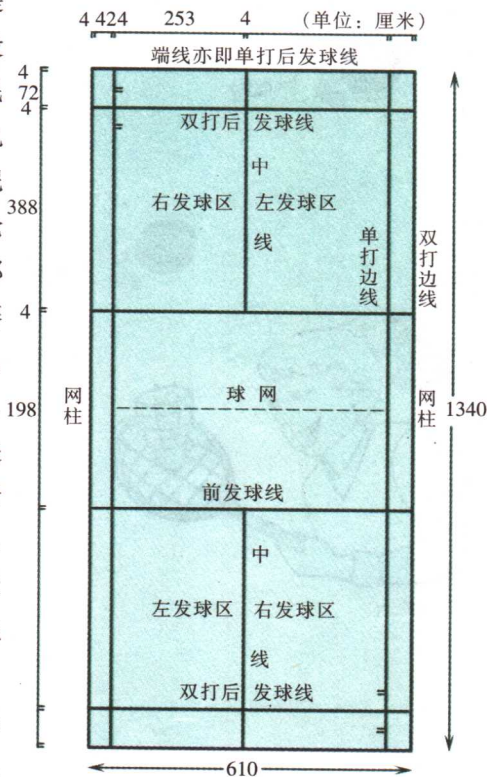 4 424 253 4 （单位：厘米）
端线亦即单打后发球线
4
72
4
双打后发球线
中
线
右发球区 左发球区
388
单打边线
双打边线
4
网柱
球网
网柱
198
1340
前发球线
中
线
左发球区 右发球区
双打后发球线
610